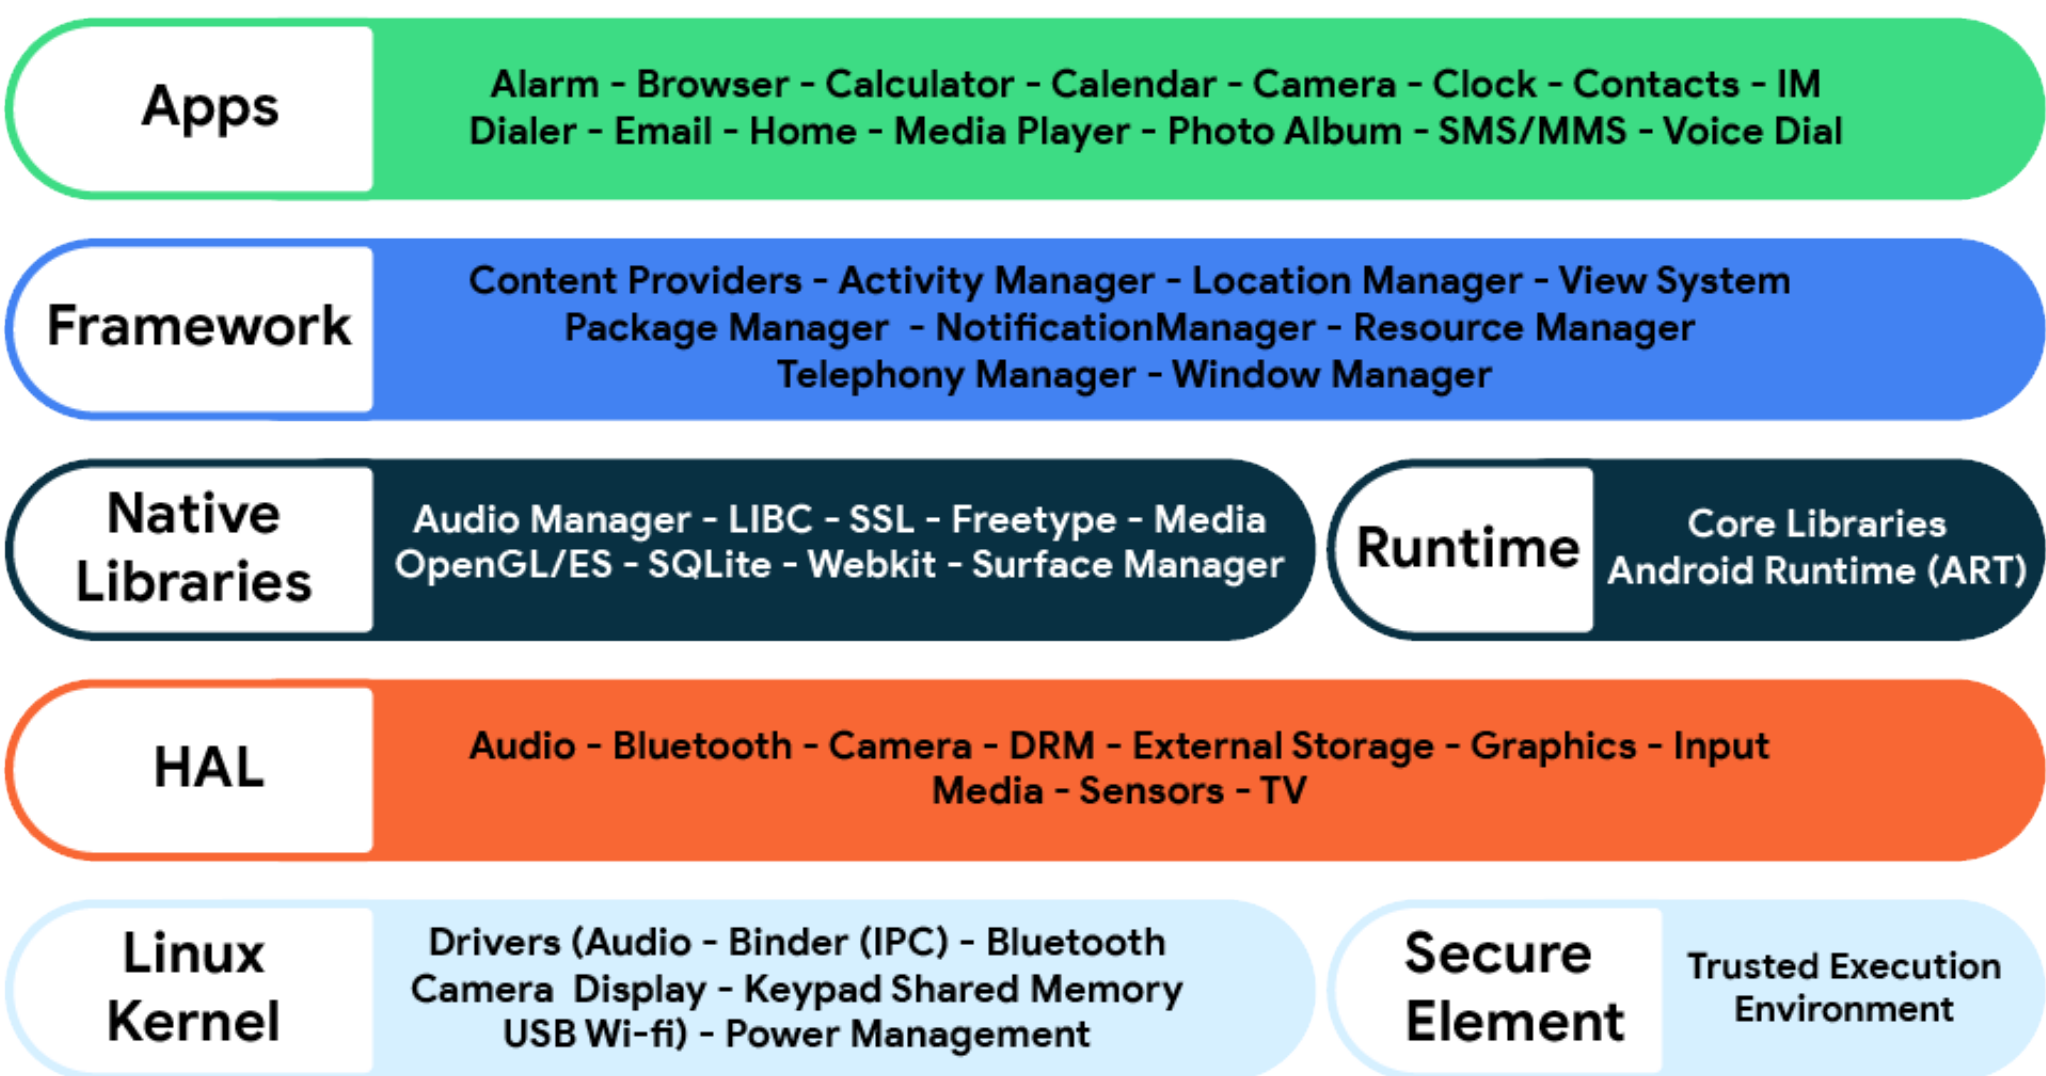 Apps
Alarm - Browser - Calculator - Calendar - Camera - Clock - Contacts - IM
Dialer - Email - Home - Media Player - Photo Album - SMS/MMS - Voice Dial
Framework
Content Providers - Activity Manager - Location Manager - View System
Package Manager  - NotificationManager - Resource Manager
Telephony Manager - Window Manager
Native
Libraries
Audio Manager - LIBC - SSL - Freetype - Media
OpenGL/ES - SQLite - Webkit - Surface Manager
Runtime
Core Libraries
Android Runtime (ART)
HAL
Audio - Bluetooth - Camera - DRM - External Storage - Graphics - Input
Media - Sensors - TV
Linux
Kernel
Drivers (Audio - Binder (IPC) - Bluetooth
Camera  Display - Keypad Shared Memory
USB Wi-fi) - Power Management
Secure
Element
Trusted Execution
Environment